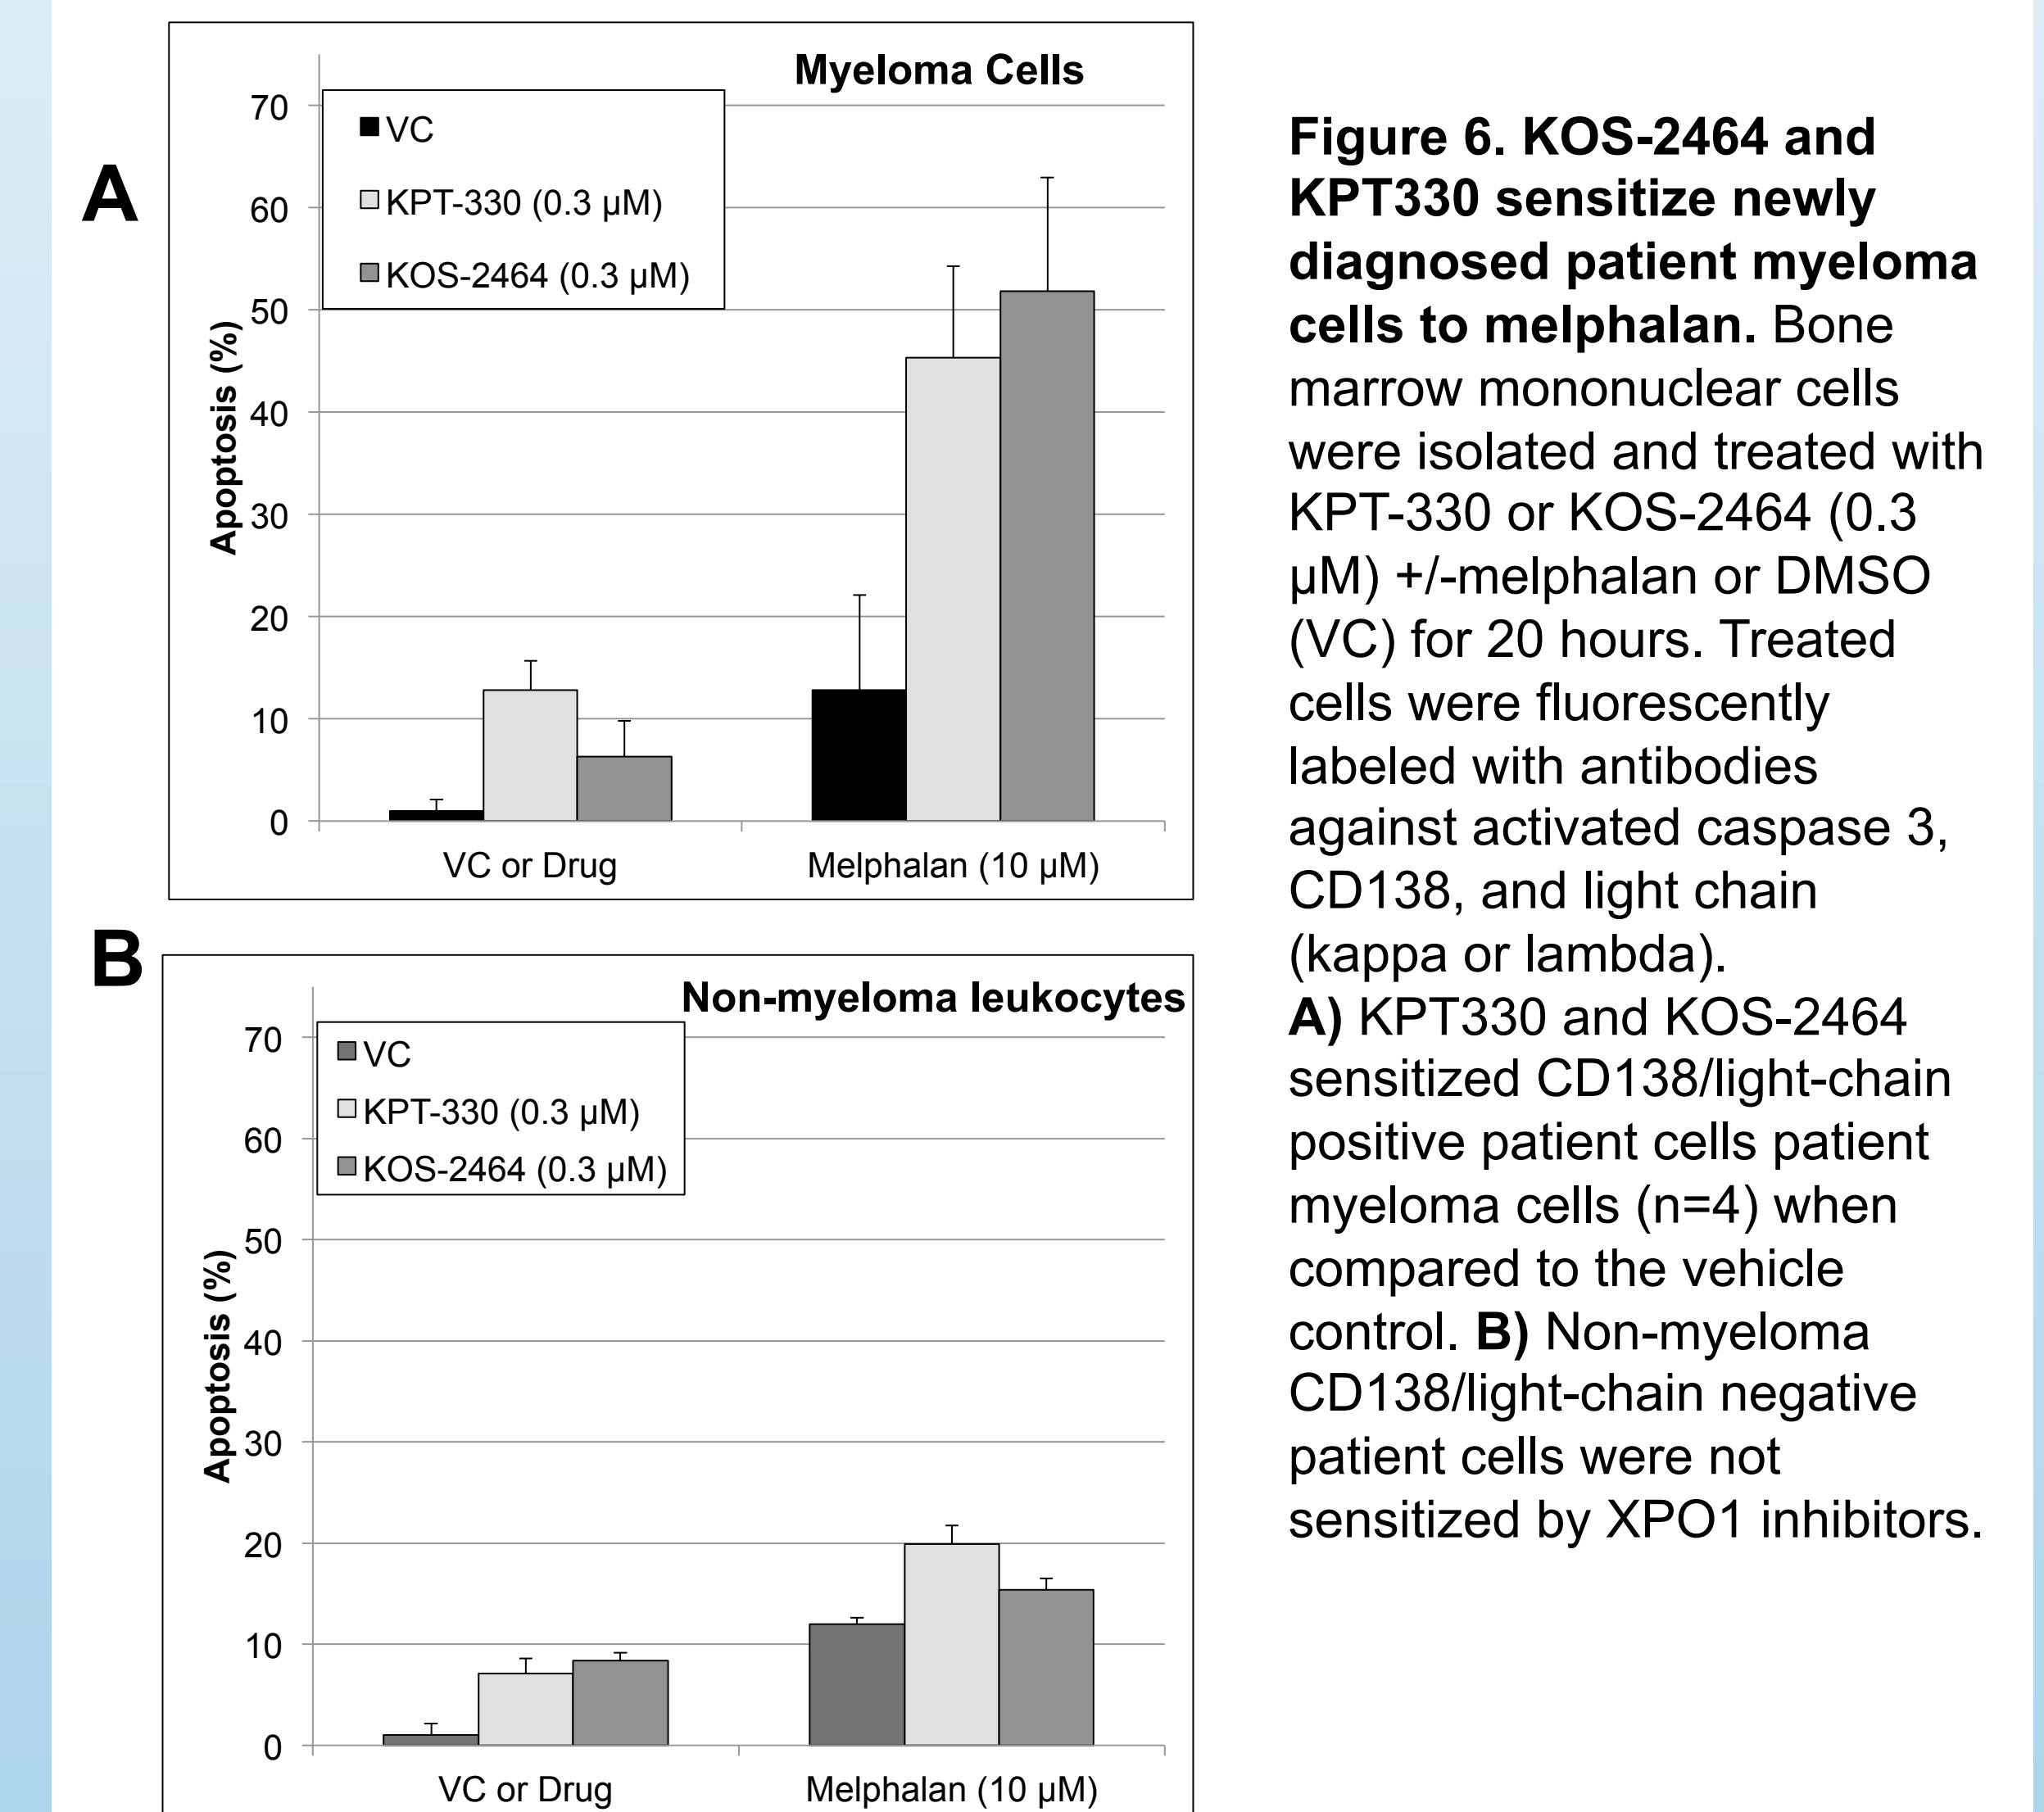 A
Myeloma Cells
VC
KPT-330 (0.3 µM)
KOS-2464 (0.3 µM)
Apoptosis (%)
70
60
50
40
30
20
10
0
VC or Drug
Melphalan (10 µM)
B
Non-myeloma leukocytes
VC
KPT-330 (0.3 µM)
KOS-2464 (0.3 µM)
Apoptosis (%)
70
60
50
40
30
20
10
0
VC or Drug
Melphalan (10 µM)
Figure 6. KOS-2464 and
KPT330 sensitize newly
diagnosed patient myeloma
cells to melphalan. Bone
marrow mononuclear cells
were isolated and treated with
KPT-330 or KOS-2464 (0.3
µM) +/-melphalan or DMSO
(VC) for 20 hours. Treated
cells were fluorescently
labeled with antibodies
against activated caspase 3,
CD138, and light chain
(kappa or lambda).
A) KPT330 and KOS-2464
sensitized CD138/light-chain
positive patient cells patient
myeloma cells (n=4) when
compared to the vehicle
control. B) Non-myeloma
CD138/light-chain negative
patient cells were not
sensitized by XPO1 inhibitors.